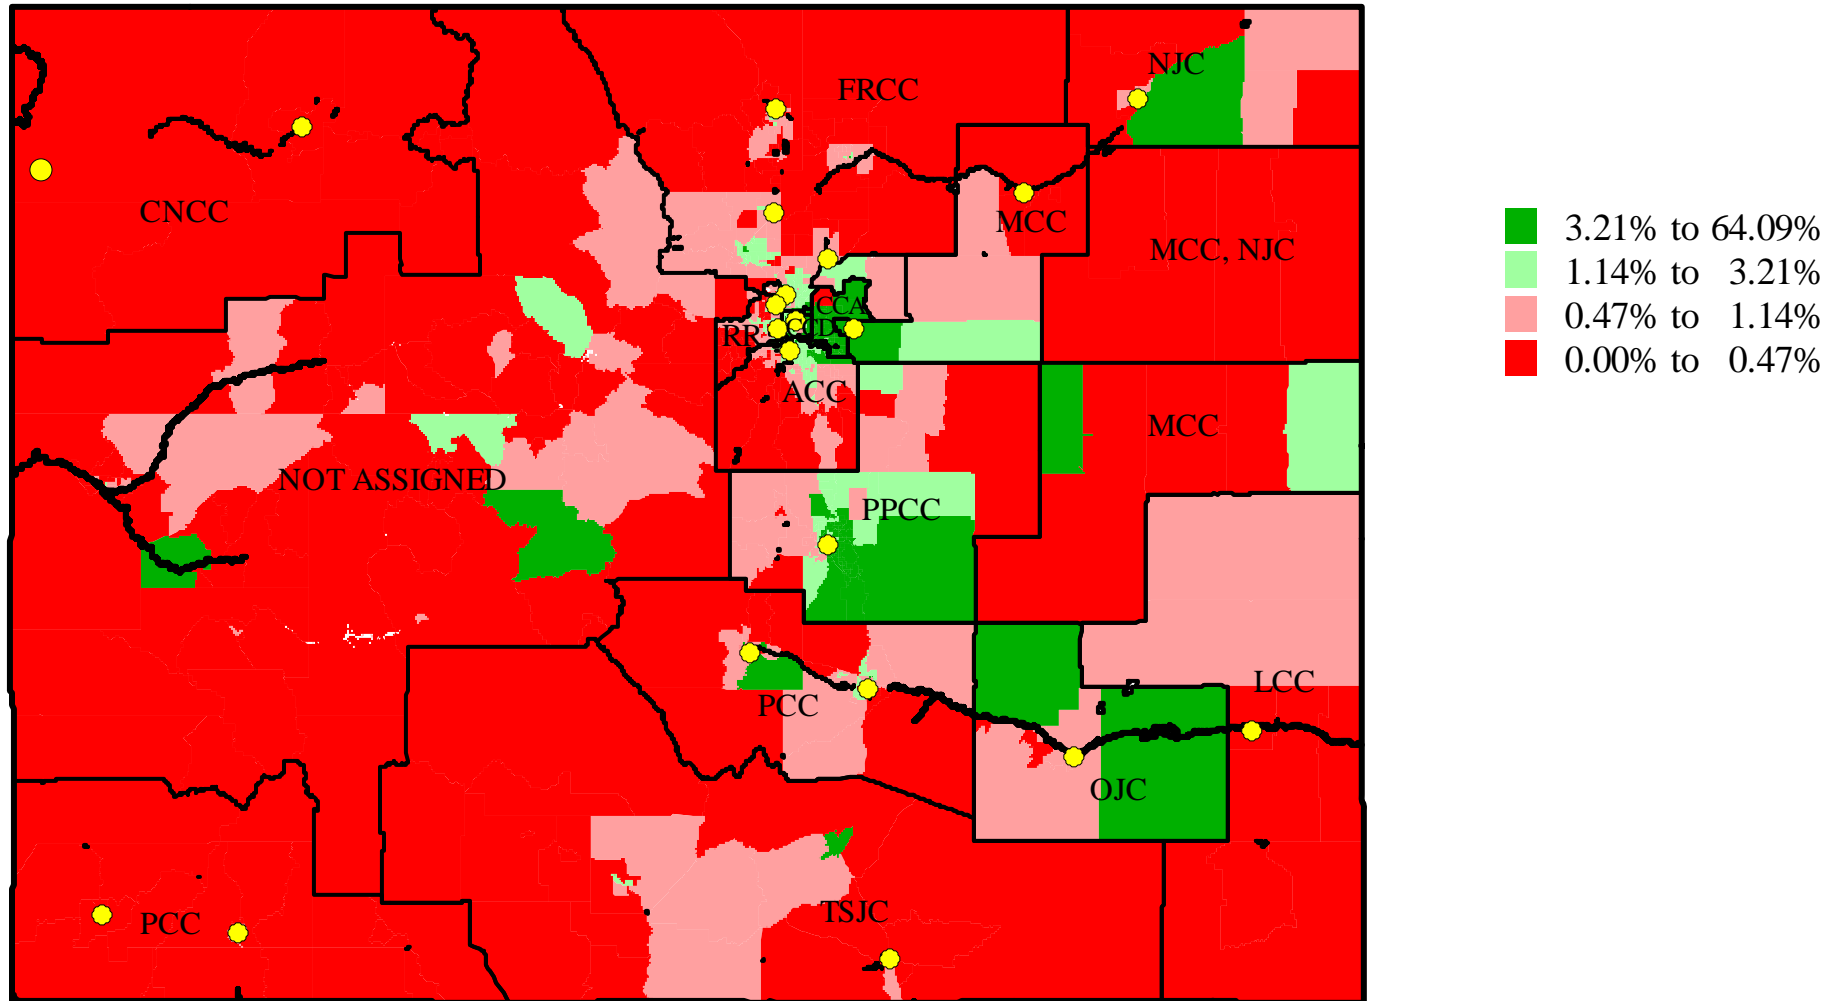 NJC
FRCC
CNCC
MCC
MCC, NJC
3.21% to 64.09%
1.14% to 3.21%
0.47% to 1.14%
0.00% to 0.47%
CCA
RR
CCD
ACC
MCC
NOT ASSIGNED
PPCC
LCC
PCC
OJC
TSJC
PCC